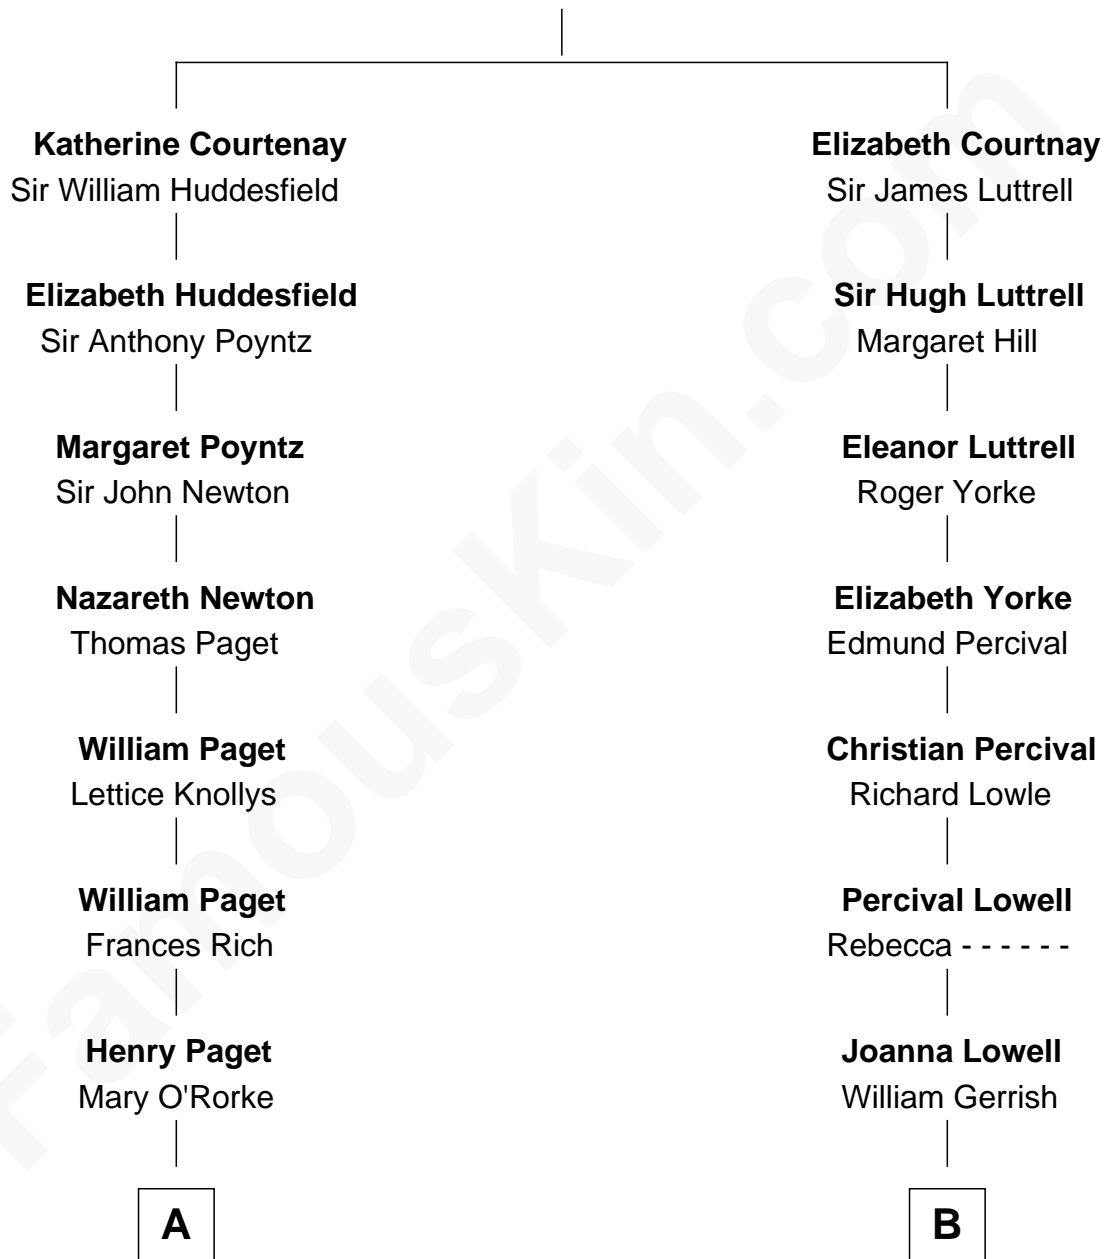 Katherine Courtenay
Sir William Huddesfield
Elizabeth Huddesfield
Sir Anthony Poyntz
Margaret Poyntz
Sir John Newton
Nazareth Newton
Thomas Paget
William Paget
Lettice Knollys
William Paget
Frances Rich
Henry Paget
Mary O'Rorke
A
Elizabeth Courtnay
Sir James Luttrell
Sir Hugh Luttrell
Margaret Hill
Eleanor Luttrell
Roger Yorke
Elizabeth Yorke
Edmund Percival
Christian Percival
Richard Lowle
Percival Lowell
Rebecca - - - - - -
Joanna Lowell
William Gerrish
B
FamousKin.com